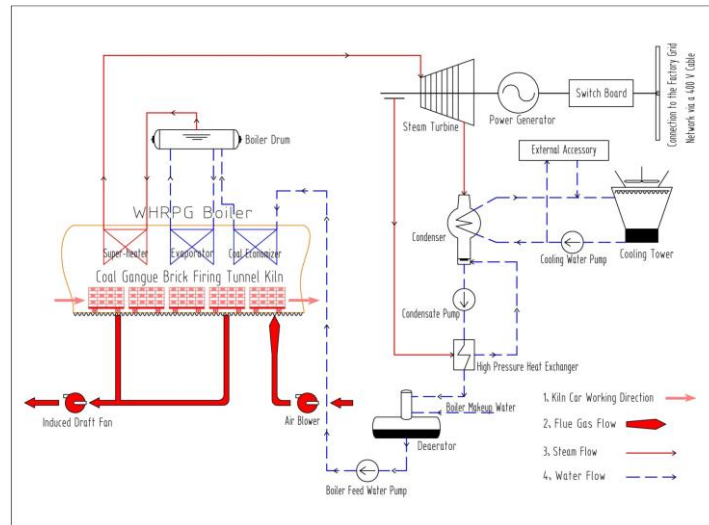 Boiler Drum
WHRPG Boiler
Super-heater
Evaporator
Coal Economizer
Coal Gangue Brick Firing Tunnel Kiln
Induced Draft Fan
Air Blower
Steam Turbine
Power Generator
Switch Board
Connection to the Factory Grid
Network via a 400 V Cable
External Accessory
Condenser
Cooling Water Pump
Cooling Tower
Condensate Pump
High Pressure Heat Exchanger
Boiler Makeup Water
Deaerator
Boiler Feed Water Pump
1、Kiln Car Working Direction
2、Flue Gas Flow
3、Steam Flow
4、Water Flow